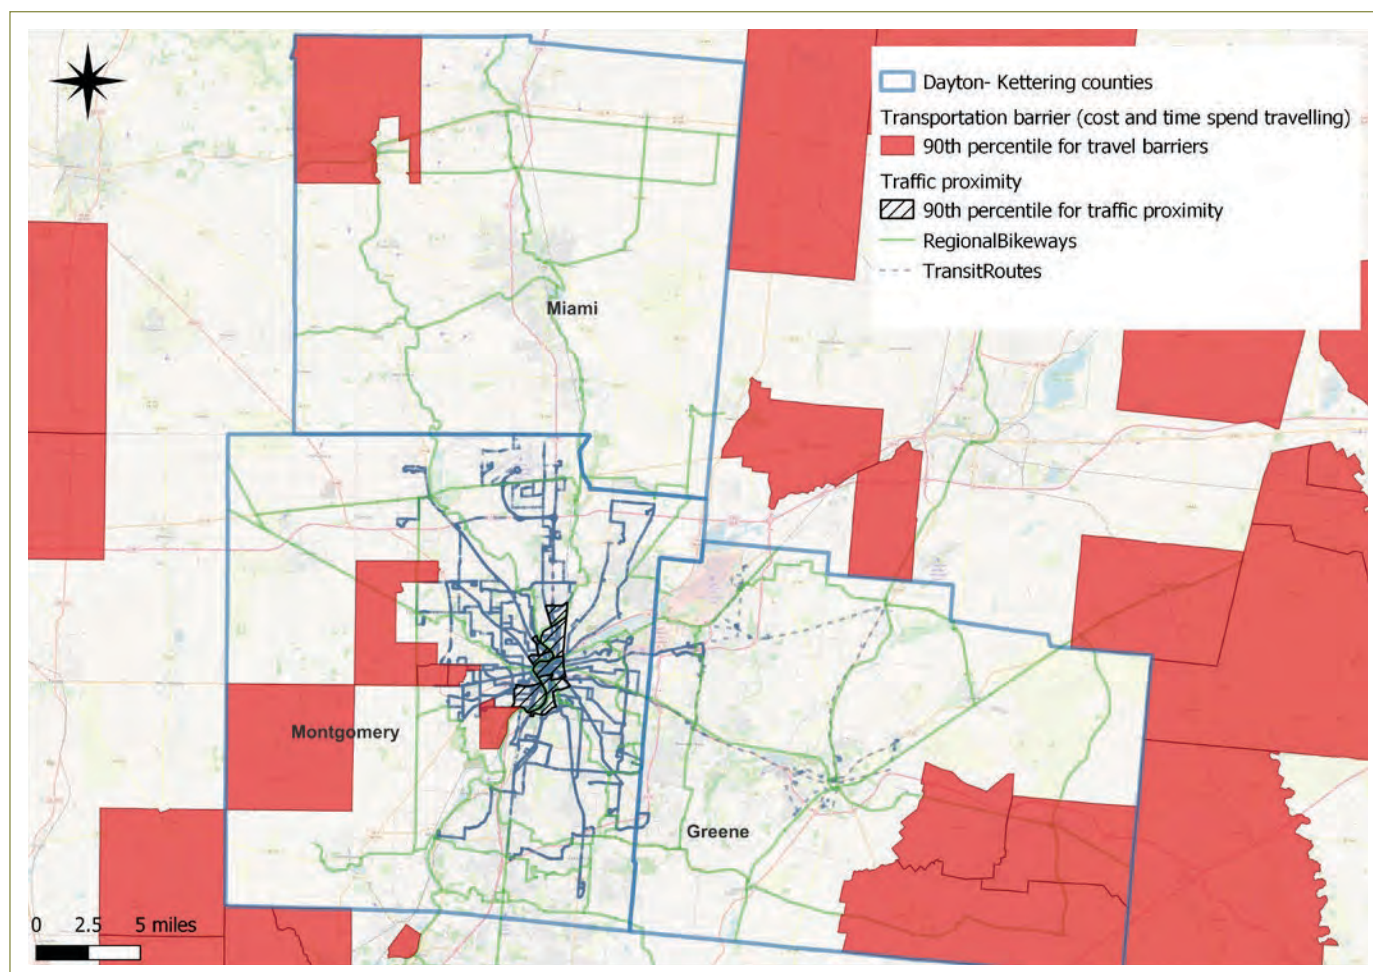 Dayton- Kettering counties
Transportation barrier (cost and time spend travelling)
90th percentile for travel barriers
Traffic proximity
90th percentile for traffic proximity
RegionalBikeways
TransitRoutes
Miami
Montgomery
Greene
0 2.5 5 miles